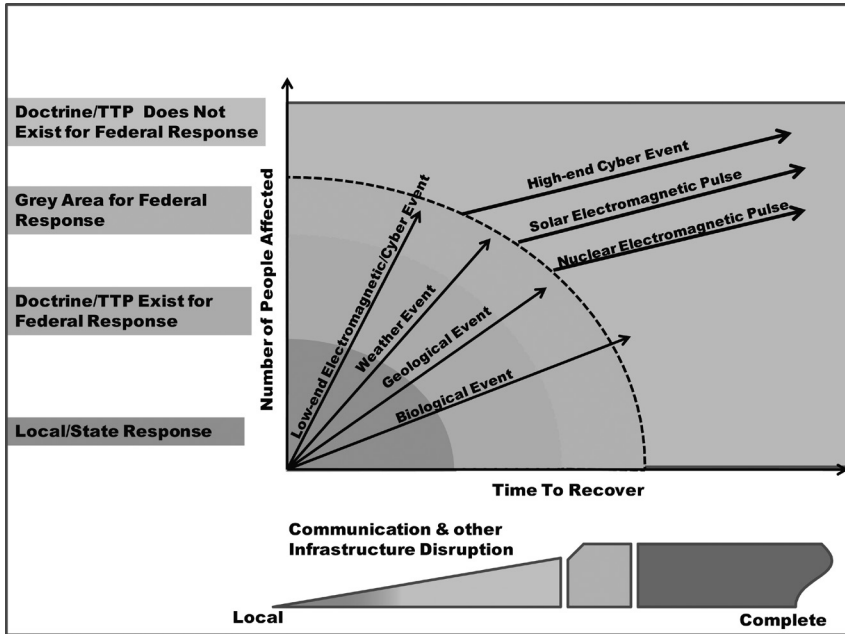 Doctrine/TTP Does Not
Exist for Federal Response
Grey Area for Federal
Response
Doctrine/TTP Exist for
Federal Response
Local/State Response
Number of People Affected
Low-end Electromagnetic/Cyber Event
Weather Event
Geological Event
Biological Event
High-end Cyber Event
Solar Electromagnetic Pulse
Nuclear Electromagnetic Pulse
Time To Recover
Communication & other
Infrastructure Disruption
Local
Complete